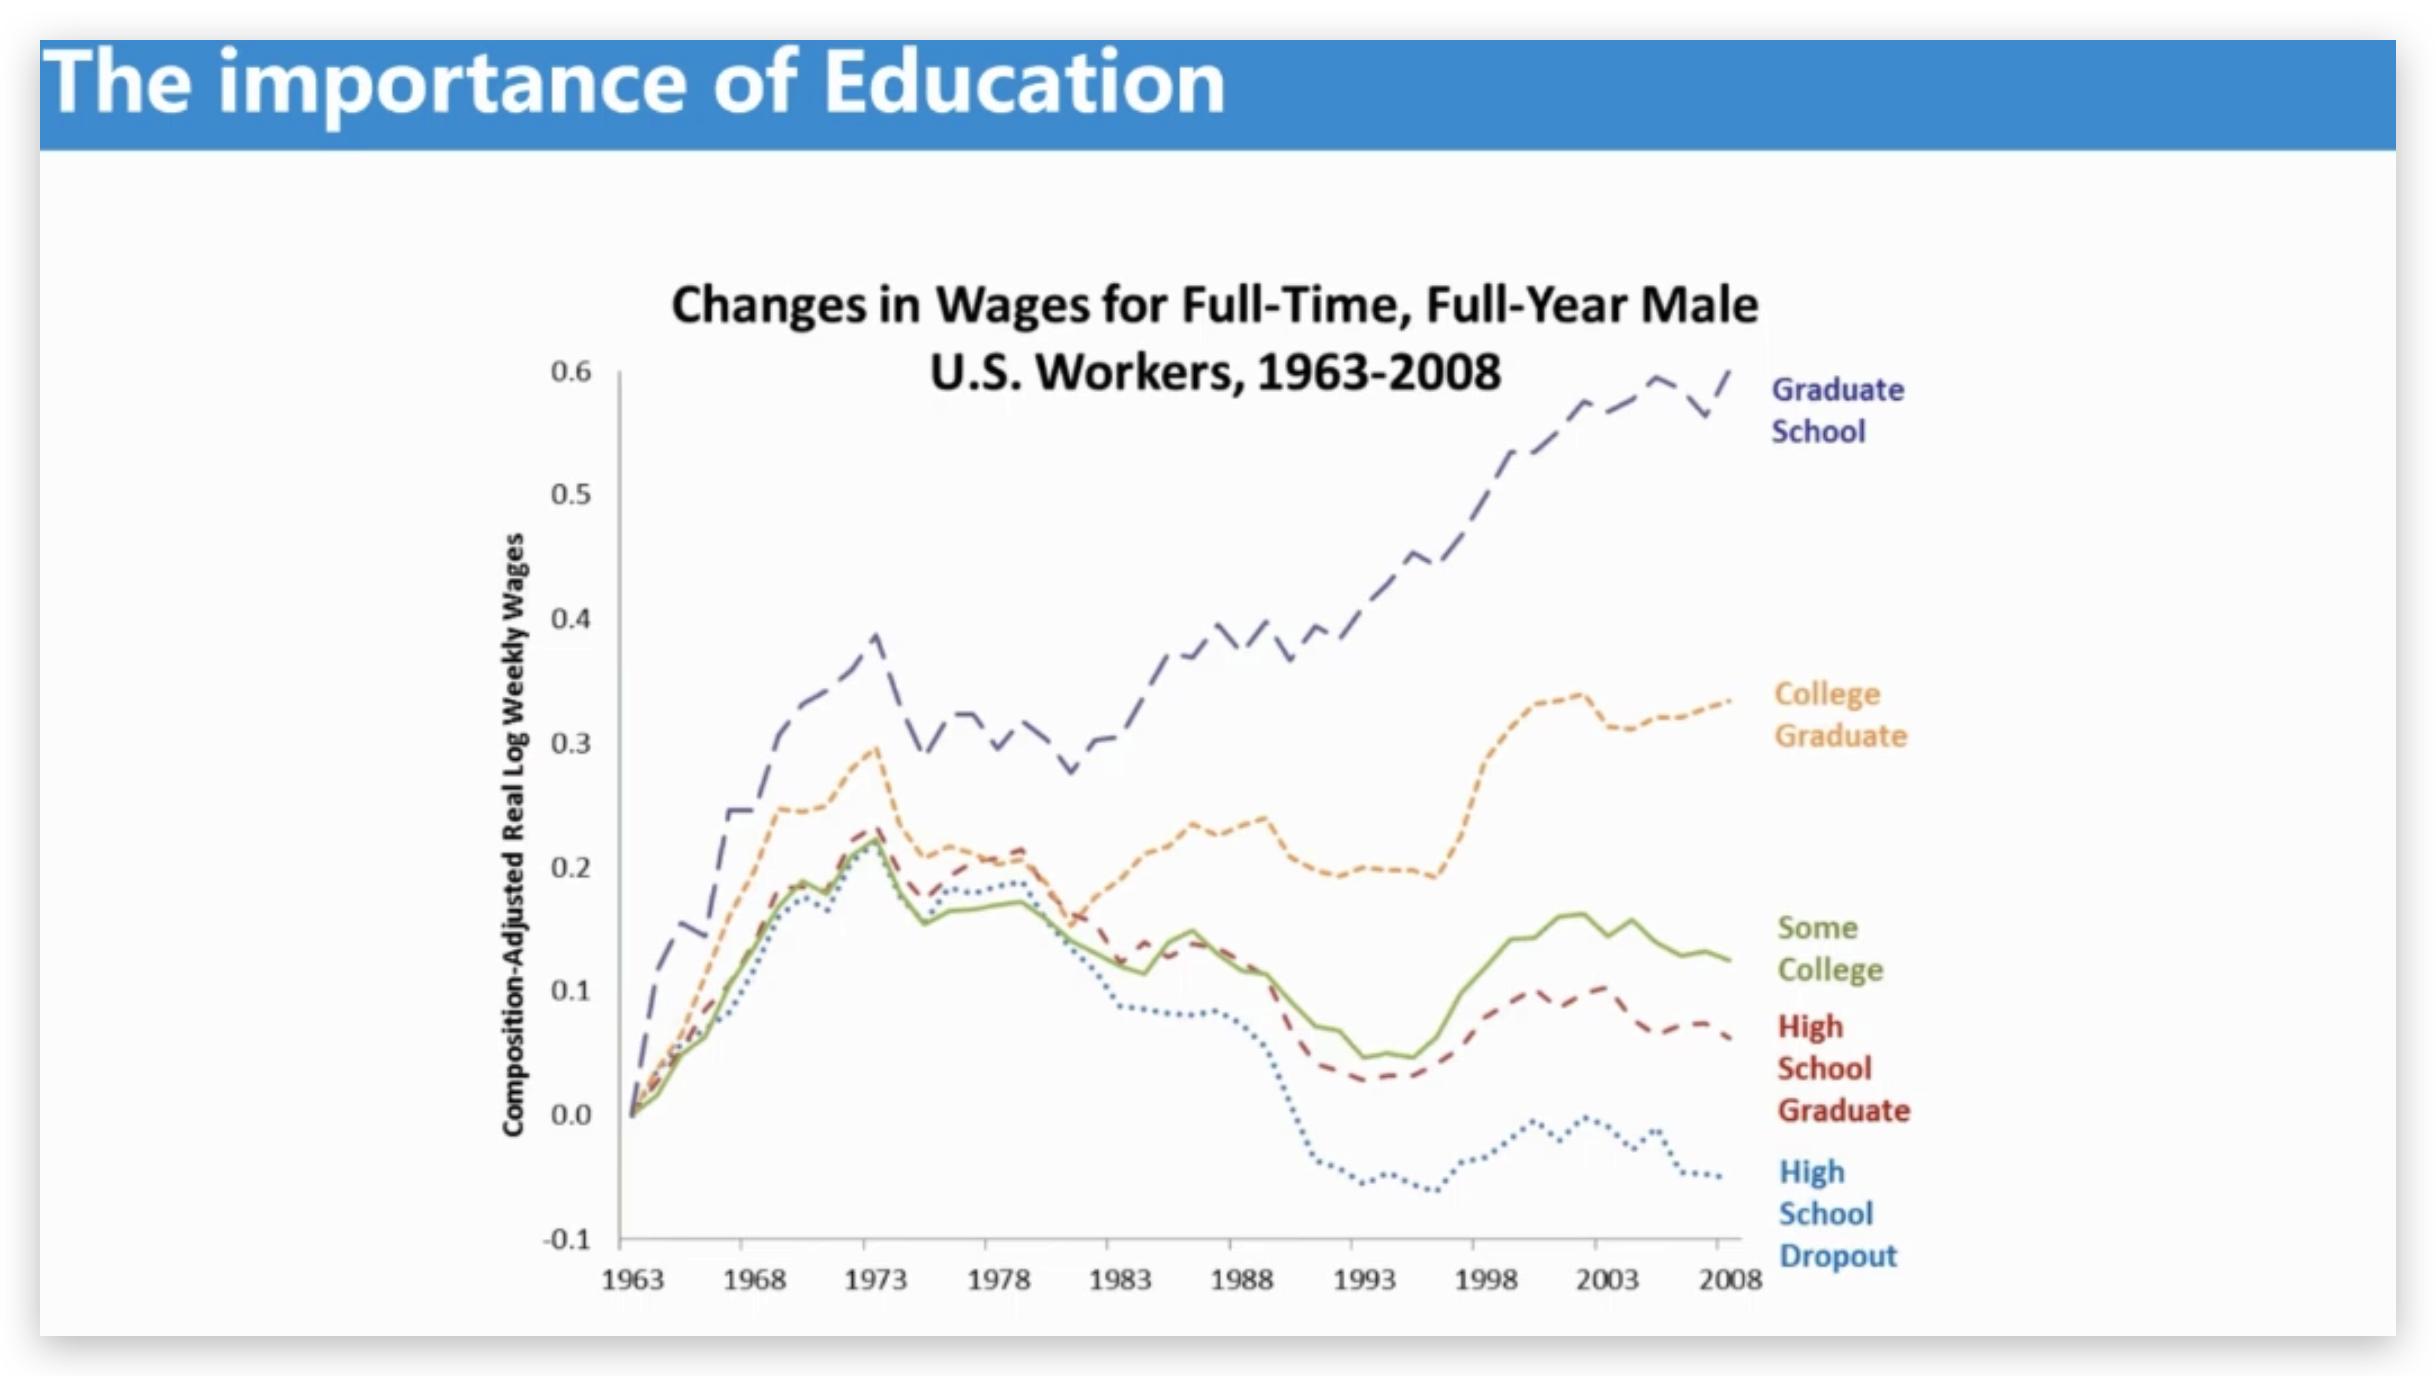 The importance of Education
Changes in Wages for Full-Time, Full-Year Male
U.S. Workers, 1963-2008
Composition-Adjusted Real Log Weekly Wages
0.6
0.5
0.4
0.3
0.2
0.1
0.0
-0.1
1963 1968 1973 1978 1983 1988 1993 1998 2003 2008
Graduate
School
College
Graduate
Some
College
High
School
Graduate
High
School
Dropout